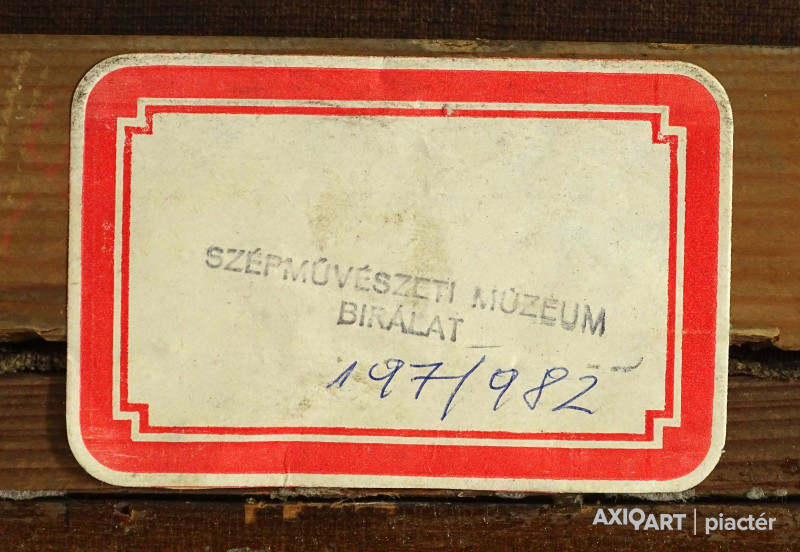 SZÉPMŰVÉSZETI MÚZEUM
BIRÁLAT
197/982
AXIOART | piactér